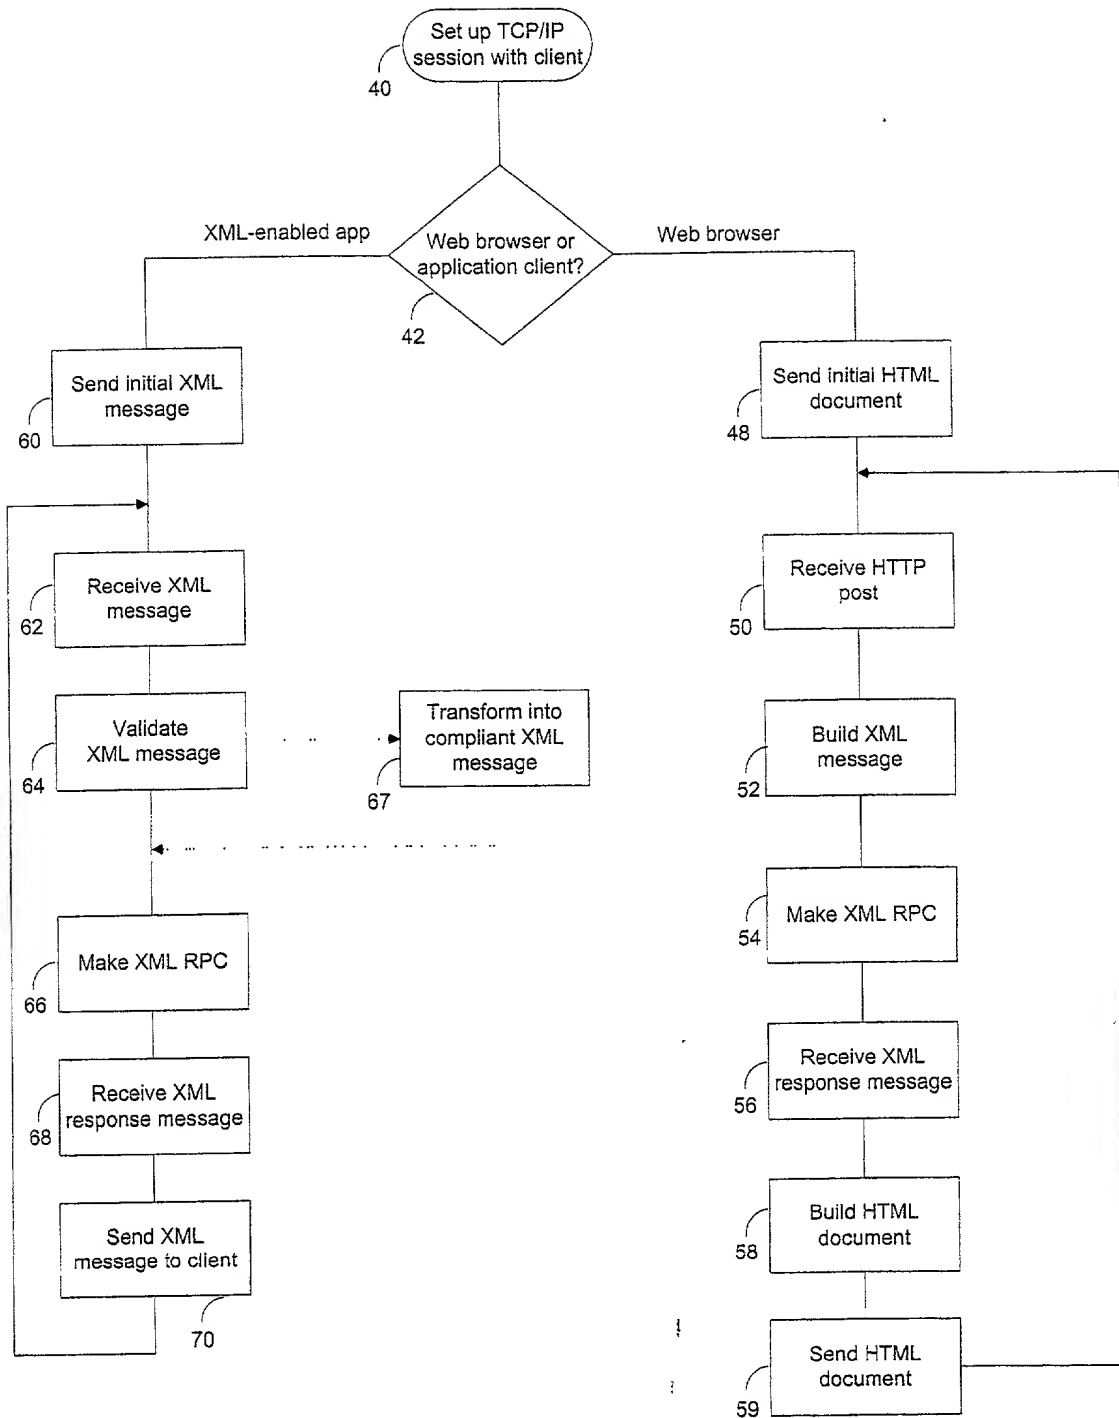 Set up TCP/IP
session with client
40
XML-enabled app
Web browser or
application client?
Web browser
42
Send initial XML
message
60
Send initial HTML
document
48
Receive XML
message
62
Receive HTTP
post
50
Validate
XML message
64
Transform into
compliant XML
message
67
Build XML
message
52
Make XML RPC
66
Make XML RPC
54
Receive XML
response message
68
Receive XML
response message
56
Send XML
message to client
70
Build HTML
document
58
Send HTML
document
59